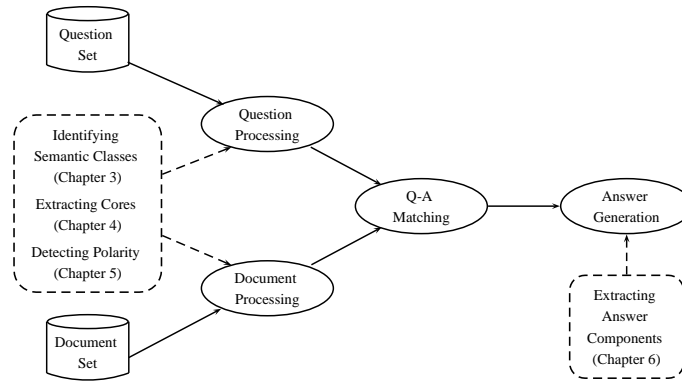 Question
Set
Question
Processing
Identifying
Semantic Classes
(Chapter 3)
Extracting Cores
(Chapter 4)
Detecting Polarity
(Chapter 5)
Q-A
Matching
Answer
Generation
Document
Processing
Extracting
Answer
Components
(Chapter 6)
Document
Set